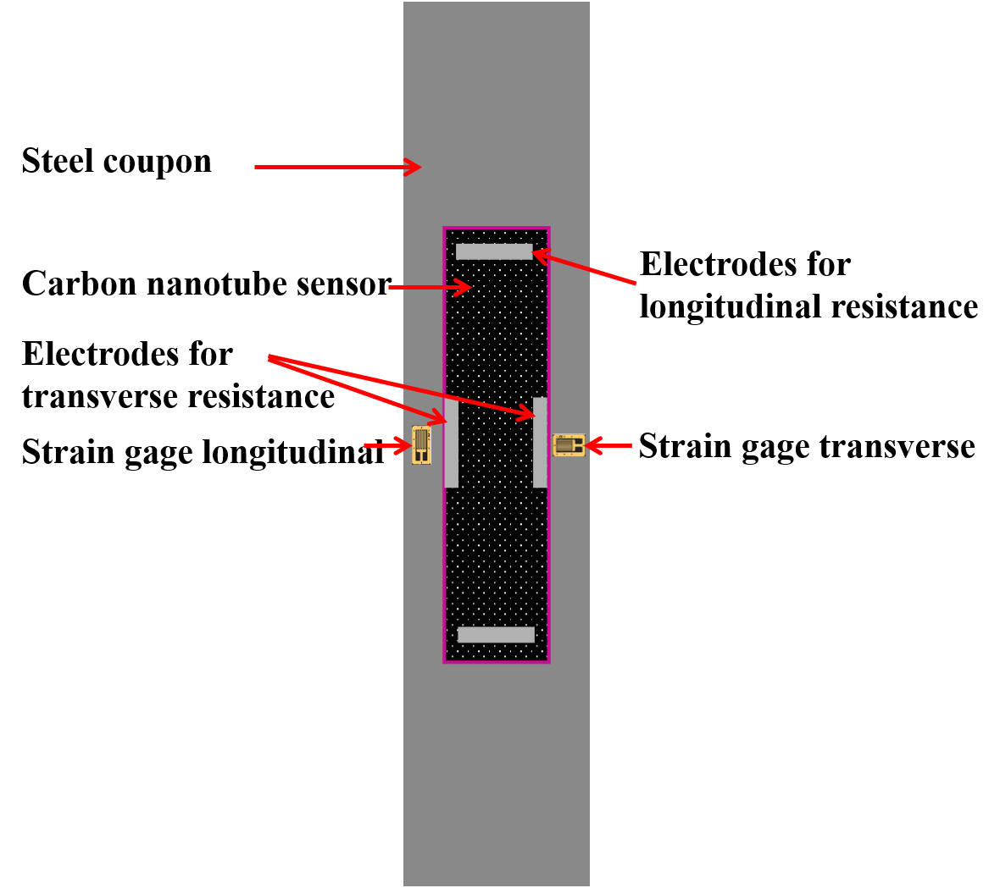 Steel coupon
Carbon nanotube sensor
Electrodes for
transverse resistance
Strain gage longitudinal
Electrodes for
longitudinal resistance
Strain gage transverse